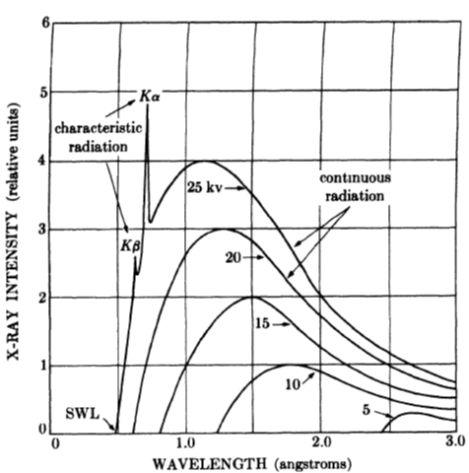 6
5
4
3
2
1
0
X-RAY INTENSITY (relative units)
Kα
characteristic
radiation
Kβ
25 kv
continuous
radiation
20
15
10
5
SWL
0
1.0
2.0
3.0
WAVELENGTH (angstroms)